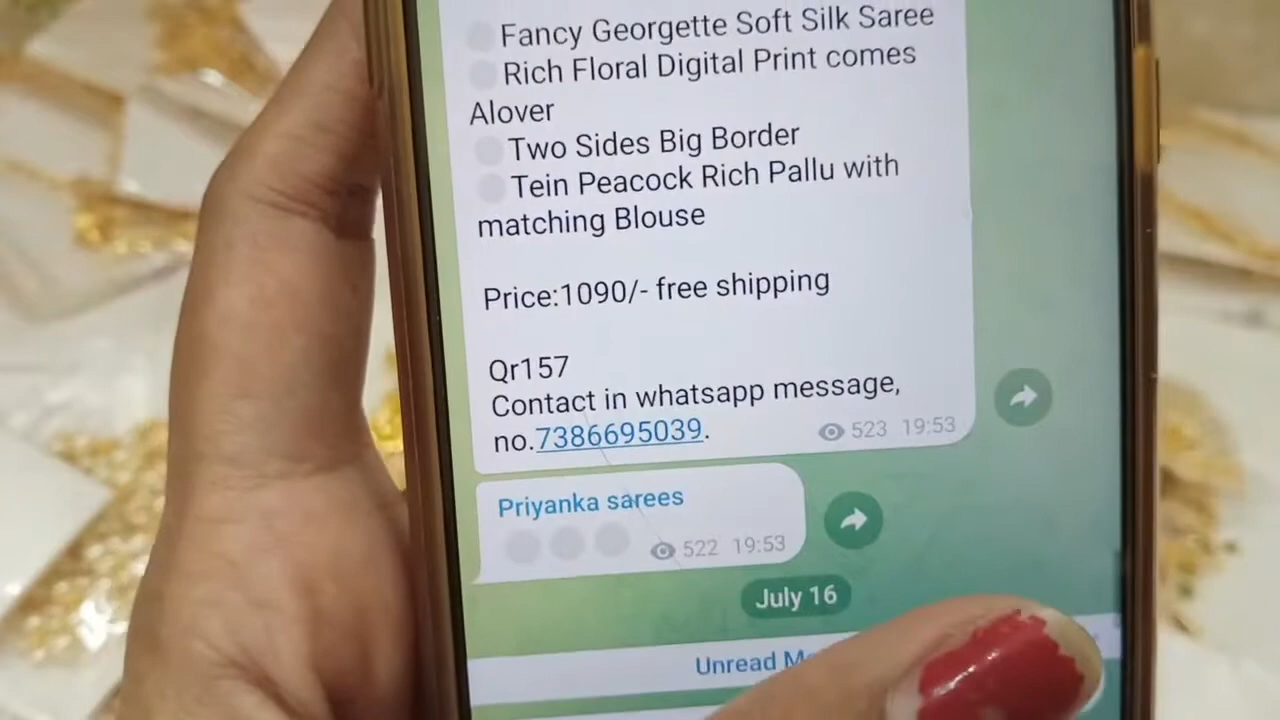 Fancy Georgette Soft Silk Saree
Rich Floral Digital Print comes
Alover
Two Sides Big Border
Tein Peacock Rich Pallu with
matching Blouse
Price:1090/- free shipping
Qr157
Contact in whatsapp message,
no.7386695039.
523 19:53
Priyanka sarees
522 19:53
July 16
Unread